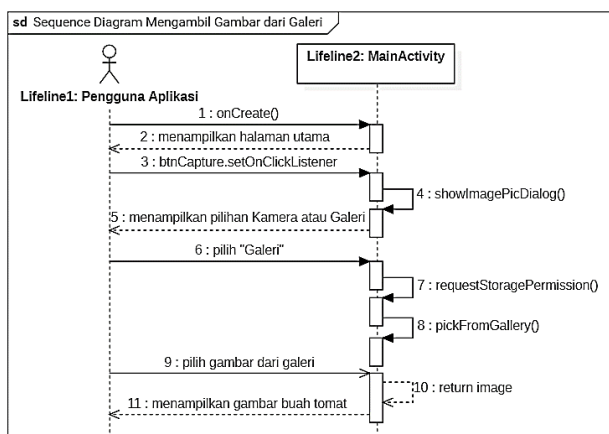 sd Sequence Diagram Mengambil Gambar dari Galeri
Lifeline1: Pengguna Aplikasi
Lifeline2: MainActivity
1 : onCreate()
2 : menampilkan halaman utama
3 : btnCapture.setOnClickListener
4 : showImagePicDialog()
5 : menampilkan pilihan Kamera atau Galeri
6 : pilih "Galeri"
7 : requestStoragePermission()
8 : pickFromGallery()
9 : pilih gambar dari galeri
10 : return image
11 : menampilkan gambar buah tomat